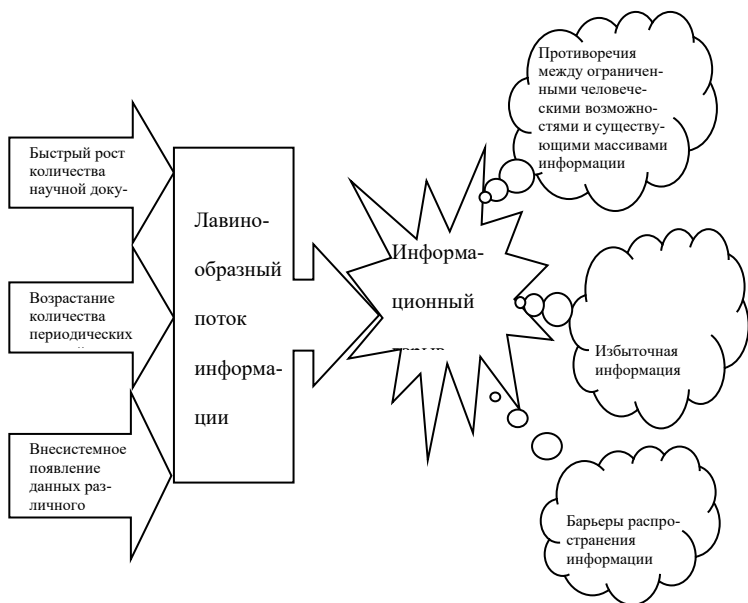 Быстрый рост
количества
научной доку-
Возрастание
количества
периодических
Внесистемное
появление
данных раз-
личного
Лавино-
образный
поток
информа-
ции
Информа-
ционный
Противоречия
между ограничен-
ными человече-
скими возможно-
стями и существу-
ющими массивами
информации
Избыточная
информация
Барьеры распро-
странения
информации